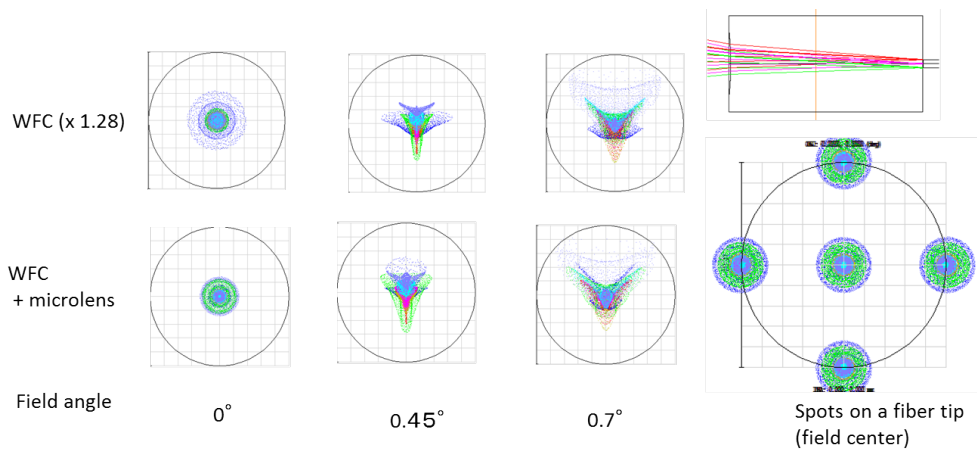 WFC (x 1.28)
WFC
+ microlens
Field angle
0°
0.45°
0.7°
Spots on a fiber tip
(field center)